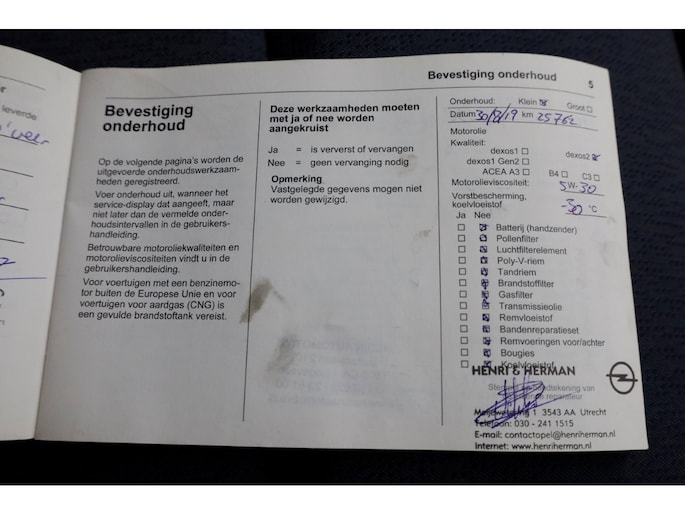 Bevestiging onderhoud 5
leverde
Bevestiging
onderhoud
Op de volgende pagina's worden de
uitgevoerde onderhoudswerkzaam-
heden geregistreerd.
Voer onderhoud uit, wanneer het
service-display dat aangeeft, maar
niet later dan de vermelde onder-
houdsintervallen in de gebruikers-
handleiding.
Betrouwbare motoroliekwaliteiten en
motorolieviscositeiten vindt u in de
gebruikershandleiding.
Voor voertuigen met een benzinemo-
tor buiten de Europese Unie en voor
voertuigen voor aardgas (CNG) is
een gevulde brandstoftank vereist.
Deze werkzaamheden moeten
met ja of nee worden
aangekruist
Ja = is ververst of vervangen
Nee = geen vervanging nodig
Opmerking
Vastgelegde gegevens mogen niet
worden gewijzigd.
Onderhoud: Klein Groot
Datum 30/8/19 km 25762
Motorolie
Kwaliteit:
dexos1 dexos2
dexos1 Gen2
ACEA A3 B4 C3
Motorolieviscositeit: 5W-30
Vorstbescherming,
koelvloeistof -30 °C
Ja Nee
Batterij (handzender)
Pollenfilter
Luchtfilterelement
Poly-V-riem
Tandriem
Brandstoffilter
Gasfilter
Transmissieolie
Remvloeistof
Bandenreparatieset
Remvoeringen voor/achter
Bougies
Koelvloeistof
HENRI & HERMAN
handtekening van
reparateur
1 3543 AA Utrecht
Telefoon: 030 - 241 1515
E-mail: contactopel@henriherman.nl
Internet: www.henriherman.nl